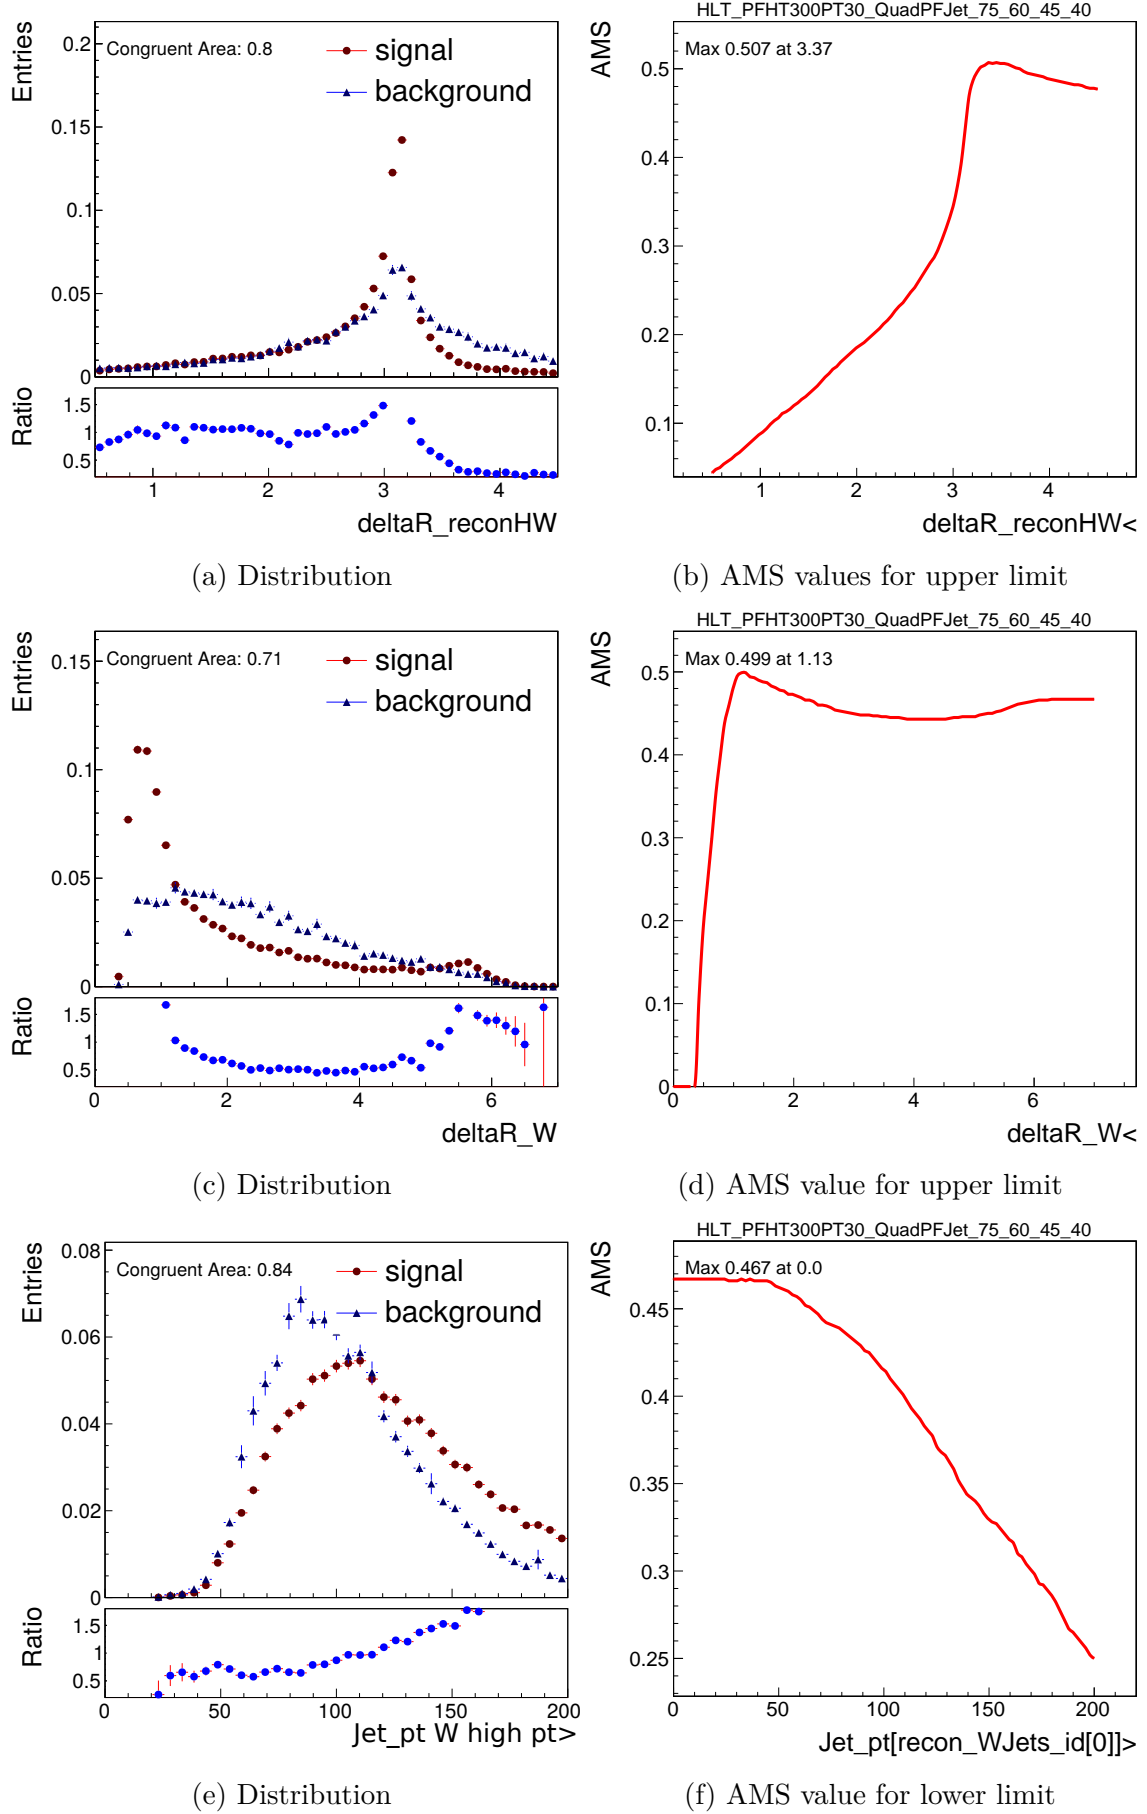 HLT_PFHT300PT30_QuadPFJet_75_60_45_40
Entries
0.2
0.15
0.1
0.05
0
Congruent Area: 0.8
signal
background
Ratio
1.5
1
0.5
1 2 3 4
deltaR_reconHW
AMS
Max 0.507 at 3.37
0.5
0.4
0.3
0.2
0.1
1 2 3 4
deltaR_reconHW<
(a) Distribution
(b) AMS values for upper limit
HLT_PFHT300PT30_QuadPFJet_75_60_45_40
Entries
0.15
0.1
0.05
0
Congruent Area: 0.71
signal
background
Ratio
1.5
1
0.5
0 2 4 6
deltaR_W
AMS
Max 0.499 at 1.13
0.5
0.4
0.3
0.2
0.1
0
0 2 4 6
deltaR_W<
(c) Distribution
(d) AMS value for upper limit
HLT_PFHT300PT30_QuadPFJet_75_60_45_40
Entries
0.08
0.06
0.04
0.02
0
Congruent Area: 0.84
signal
background
Ratio
1.5
1
0.5
0 50 100 150 200
Jet_pt W high pt>
AMS
Max 0.467 at 0.0
0.45
0.4
0.35
0.3
0.25
0 50 100 150 200
Jet_pt[recon_WJets_id[0]]>
(e) Distribution
(f) AMS value for lower limit